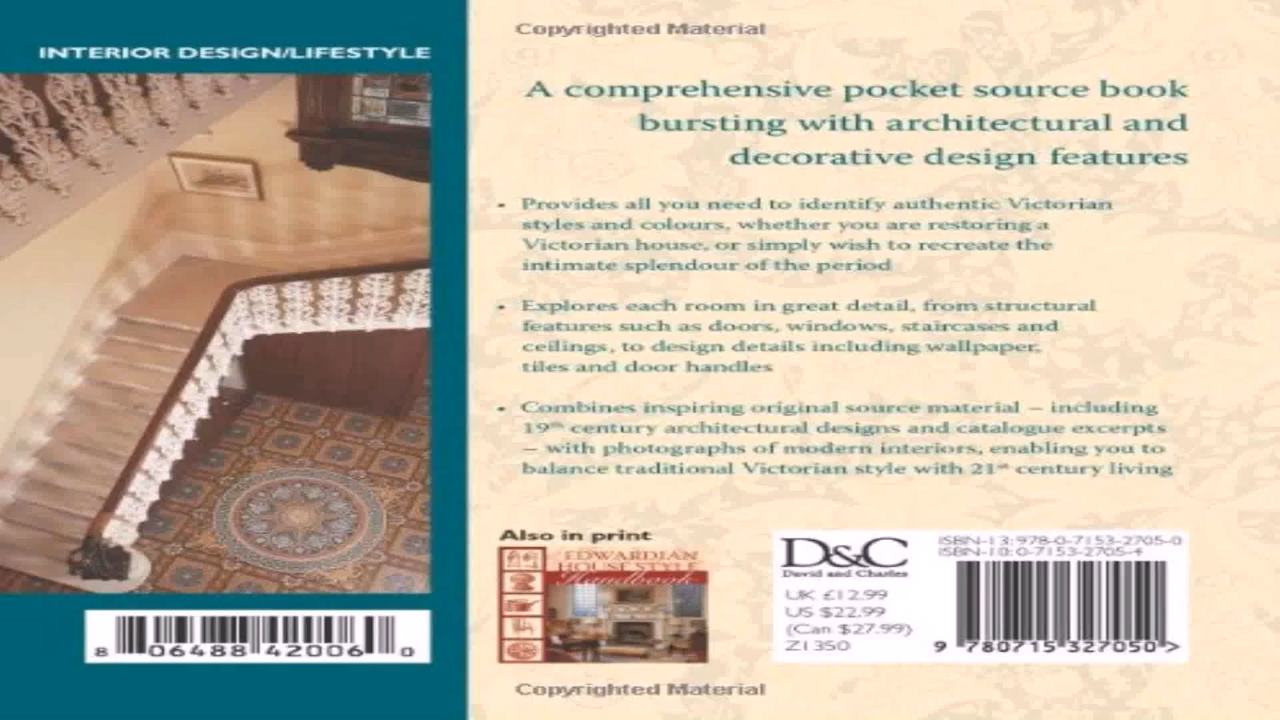 INTERIOR DESIGN/LIFESTYLE
8 06488 42006 0
Copyrighted Material
A comprehensive pocket source book
bursting with architectural and
decorative design features
• Provides all you need to identify authentic Victorian
styles and colours, whether you are restoring a
Victorian house, or simply wish to recreate the
intimate splendour of the period
• Explores each room in great detail, from structural
features such as doors, windows, staircases and
ceilings, to design details including wallpaper,
tiles and door handles
• Combines inspiring original source material – including
19th century architectural designs and catalogue excerpts
– with photographs of modern interiors, enabling you to
balance traditional Victorian style with 21st century living
Also in print
EDWARDIAN
HOUSE STYLE
Handbook
D&C
David and Charles
UK £12.99
US $22.99
(Can $27.99)
Z1350
ISBN-13: 978-0-7153-2705-0
ISBN-10: 0-7153-2705-4
9 780715 327050 >
Copyrighted Material